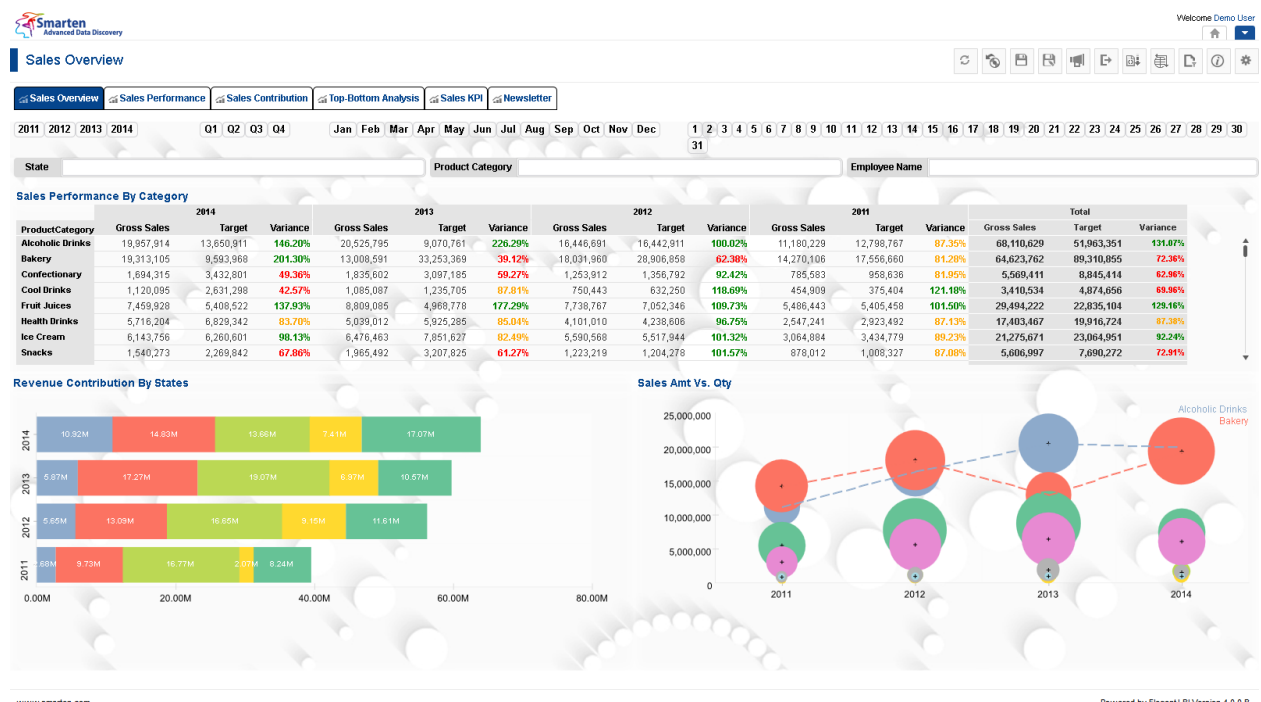 Smarten
Advanced Data Discovery
Welcome Demo User
Sales Overview
Sales Overview Sales Performance Sales Contribution Top-Bottom Analysis Sales KPI Newsletter
2011 2012 2013 2014 Q1 Q2 Q3 Q4 Jan Feb Mar Apr May Jun Jul Aug Sep Oct Nov Dec 1 2 3 4 5 6 7 8 9 10 11 12 13 14 15 16 17 18 19 20 21 22 23 24 25 26 27 28 29 30
31
State Product Category Employee Name
Sales Performance By Category
2014 2013 2012 2011 Total
ProductCategory Gross Sales Target Variance Gross Sales Target Variance Gross Sales Target Variance Gross Sales Target Variance Gross Sales Target Variance
Alcoholic Drinks 19,957,914 13,650,911 146.20% 20,525,795 9,070,761 226.29% 16,446,691 16,442,911 100.02% 11,180,229 12,798,767 87.35% 68,110,629 51,963,351 131.07%
Bakery 19,313,105 9,593,968 201.30% 13,008,591 33,253,369 39.12% 18,031,960 28,906,858 62.38% 14,270,106 17,556,660 81.28% 64,623,762 89,310,855 72.36%
Confectionary 1,694,315 3,432,801 49.36% 1,835,602 3,097,185 59.27% 1,253,912 1,356,792 92.42% 785,583 958,636 81.95% 5,569,411 8,845,414 62.96%
Cool Drinks 1,120,095 2,631,298 42.57% 1,085,087 1,235,705 87.81% 750,443 632,250 118.69% 454,909 375,404 121.18% 3,410,534 4,874,656 69.96%
Fruit Juices 7,459,928 5,408,522 137.93% 8,809,085 4,968,778 177.29% 7,738,767 7,052,346 109.73% 5,486,443 5,405,458 101.50% 29,494,222 22,835,104 129.16%
Health Drinks 5,716,204 6,829,342 83.70% 5,039,012 5,925,285 85.04% 4,101,010 4,238,606 96.75% 2,547,241 2,923,492 87.13% 17,403,467 19,916,724 87.38%
Ice Cream 6,143,756 6,260,601 98.13% 6,476,463 7,851,627 82.49% 5,590,568 5,517,944 101.32% 3,064,884 3,434,779 89.23% 21,275,671 23,064,951 92.24%
Snacks 1,540,273 2,269,842 67.86% 1,965,492 3,207,825 61.27% 1,223,219 1,204,278 101.57% 878,012 1,008,327 87.08% 5,606,997 7,690,272 72.91%
Revenue Contribution By States
2014 10.92M 14.83M 13.66M 7.41M 17.07M
2013 5.87M 17.27M 19.07M 6.97M 10.57M
2012 5.65M 13.09M 16.65M 9.15M 11.61M
2011 .68M 9.73M 16.77M 2.07M 8.24M
0.00M 20.00M 40.00M 60.00M 80.00M
Sales Amt Vs. Qty
Alcoholic Drinks
Bakery
25,000,000
20,000,000
15,000,000
10,000,000
5,000,000
0
2011 2012 2013 2014